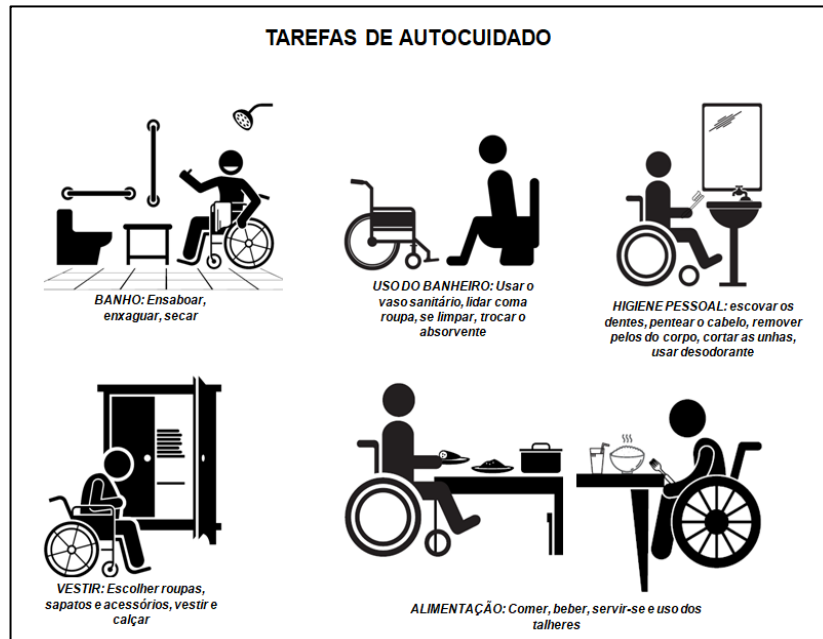 TAREFAS DE AUTOCUIDADO
BANHO: Ensaboar,
enxaguar, secar
USO DO BANHEIRO: Usar o
vaso sanitário, lidar coma
roupa, se limpar, trocar o
absorvente
HIGIENE PESSOAL: escovar os
dentes, pentear o cabelo, remover
pelos do corpo, cortar as unhas,
usar desodorante
VESTIR: Escolher roupas,
sapatos e acessórios, vestir e
calçar
ALIMENTAÇÃO: Comer, beber, servir-se e uso dos
talheres